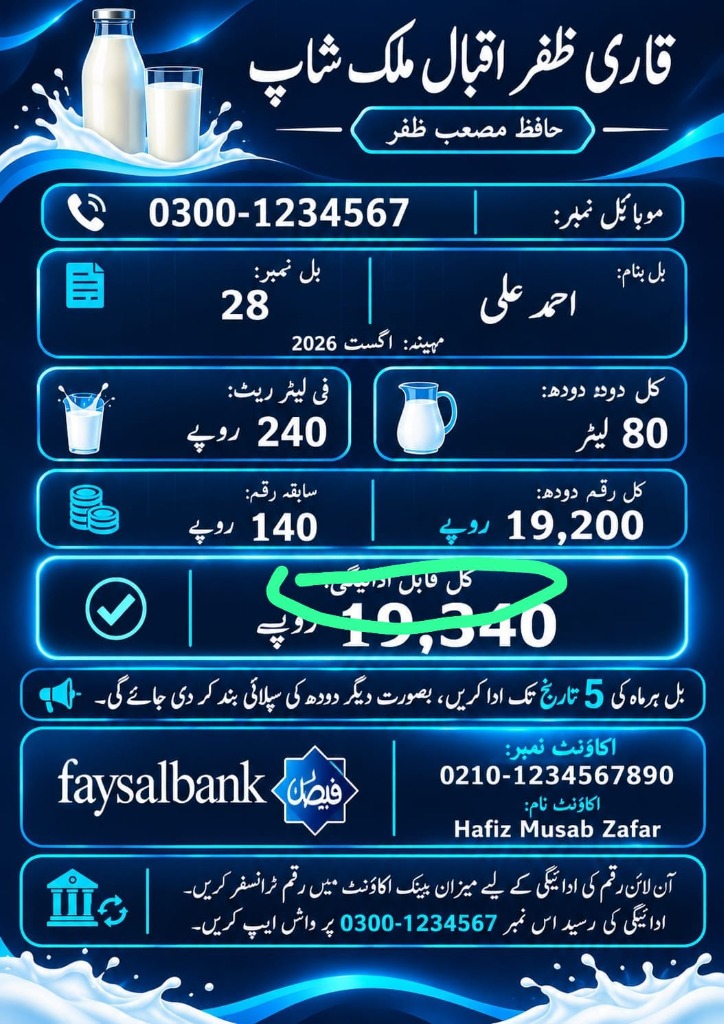 قاری ظفر اقبال ملک شاپ
حافظ مصعب ظفر
موبائیل نمبر: 0300-1234567
بل بنام:
احمد علی
بل نمبر:
28
مہینہ: اگست 2026
کل دودہ دودھ:
80 لیٹر
فی لیٹر ریٹ:
240 روپے
کل رقم دودھ:
19,200 روپے
سابقہ رقم:
140 روپے
کل قابل ادائیگی:
19,340 روپے
بل ہر ماہ کی 5 تاریخ تک ادا کریں، بصورت دیگر دودھ کی سپلائی بند کر دی جائے گی۔
اکاؤنٹ نمبر:
0210-1234567890
اکاؤنٹ نام:
Hafiz Musab Zafar
faysalbank فیصل
آن لائن رقم کی ادائیگی کے لیے میزان بینک اکاؤنٹ میں رقم ٹرانسفر کریں۔
ادائیگی کی رسید اس نمبر 0300-1234567 پر واٹس ایپ کریں۔